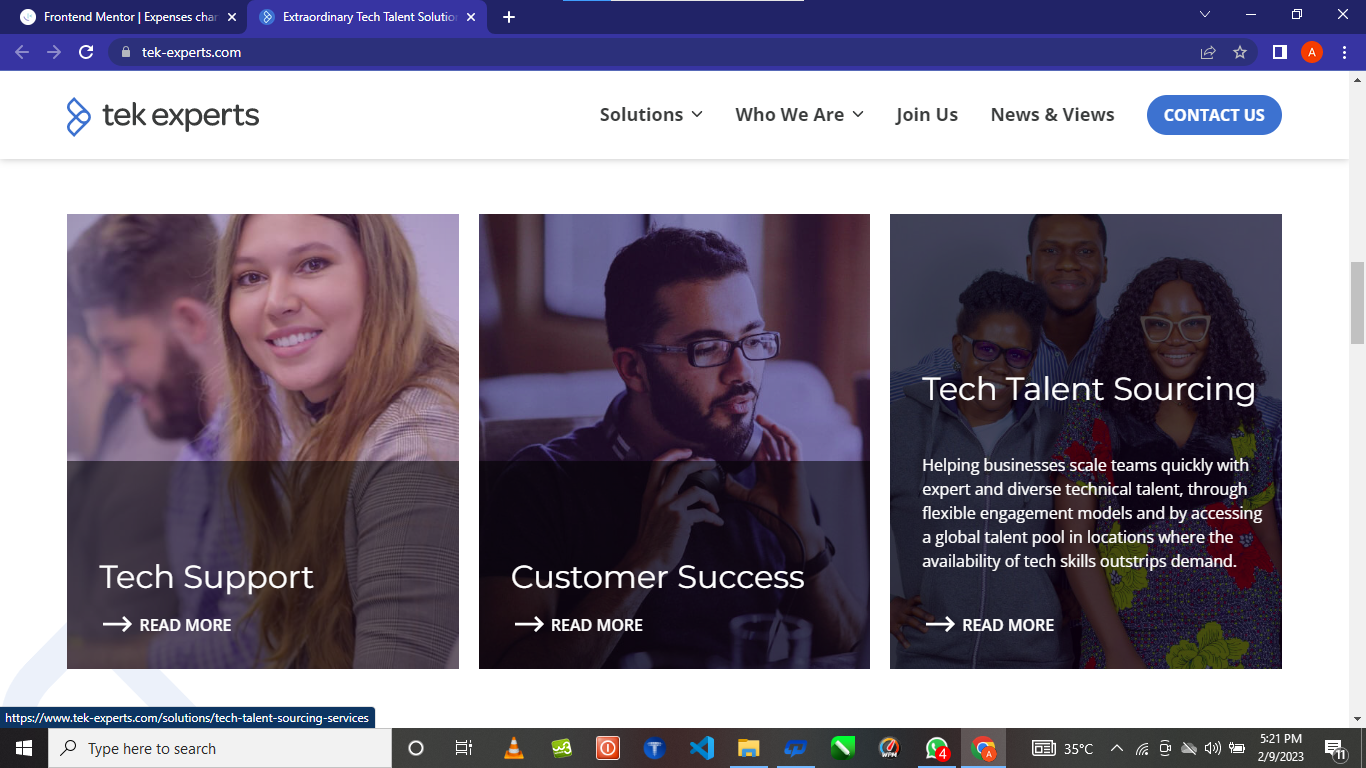 Frontend Mentor | Expenses char
Extraordinary Tech Talent Solution
tek-experts.com
A
tek experts
Solutions
Who We Are
Join Us
News & Views
CONTACT US
Tech Support
READ MORE
Customer Success
READ MORE
Tech Talent Sourcing
Helping businesses scale teams quickly with
expert and diverse technical talent, through
flexible engagement models and by accessing
a global talent pool in locations where the
availability of tech skills outstrips demand.
READ MORE
https://www.tek-experts.com/solutions/tech-talent-sourcing-services
Type here to search
T
WPM
4
A
35°C
5:21 PM
2/9/2023
11